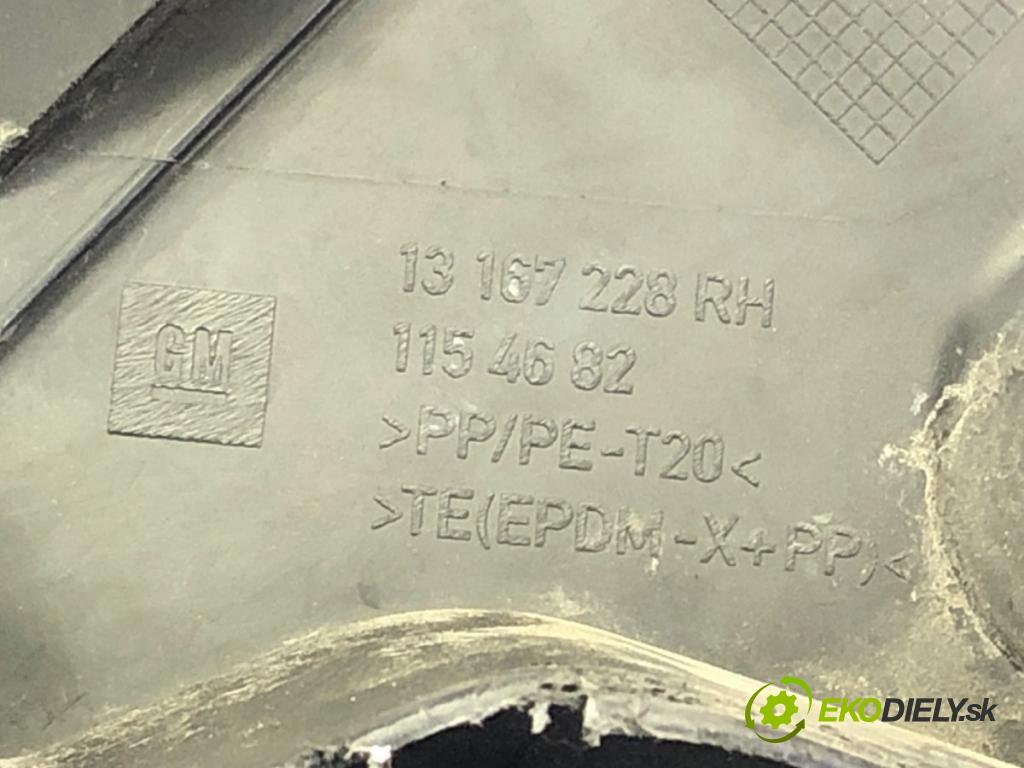 13 167 228 RH
GM
115 46 82
>PP/PE-T20<
>TE(EPDM-X+PP)<
EKODIELY.sk